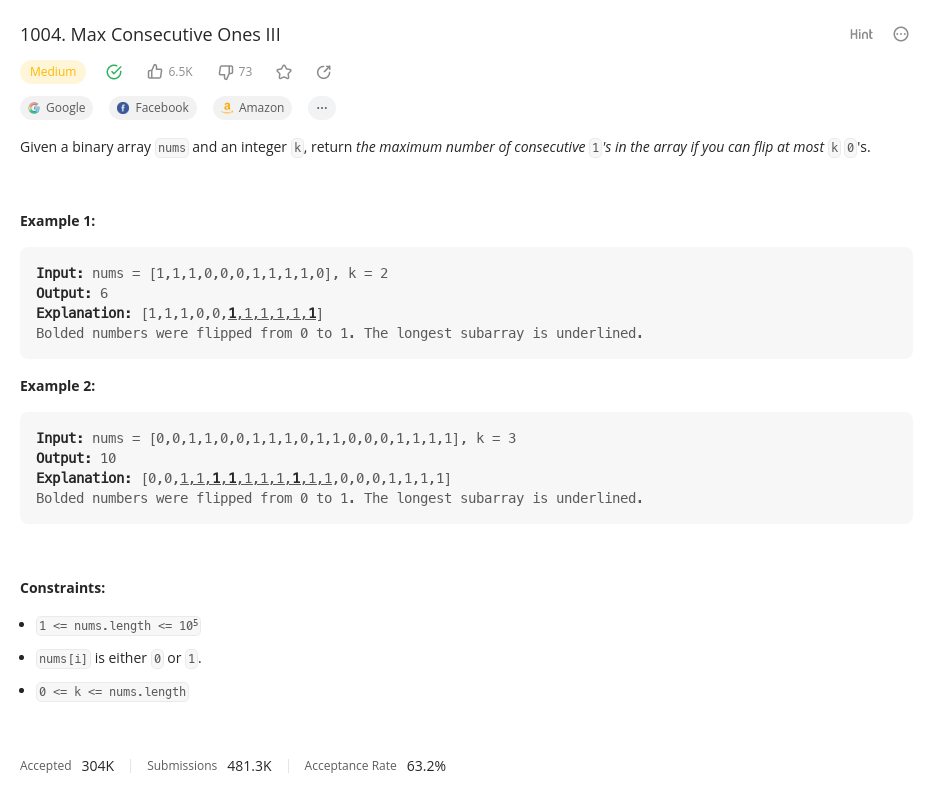 1004. Max Consecutive Ones III
Hint
Medium
6.5K
73
Google
Facebook
Amazon
Given a binary array nums and an integer k, return the maximum number of consecutive 1's in the array if you can flip at most k 0's.
Example 1:
Input: nums = [1,1,1,0,0,0,1,1,1,1,0], k = 2
Output: 6
Explanation: [1,1,1,0,0,1,1,1,1,1,1]
Bolded numbers were flipped from 0 to 1. The longest subarray is underlined.
Example 2:
Input: nums = [0,0,1,1,0,0,1,1,1,0,1,1,0,0,0,1,1,1,1], k = 3
Output: 10
Explanation: [0,0,1,1,1,1,1,1,1,1,1,1,0,0,0,1,1,1,1]
Bolded numbers were flipped from 0 to 1. The longest subarray is underlined.
Constraints:
1 <= nums.length <= 10⁵
nums[i] is either 0 or 1.
0 <= k <= nums.length
Accepted 304K
Submissions 481.3K
Acceptance Rate 63.2%